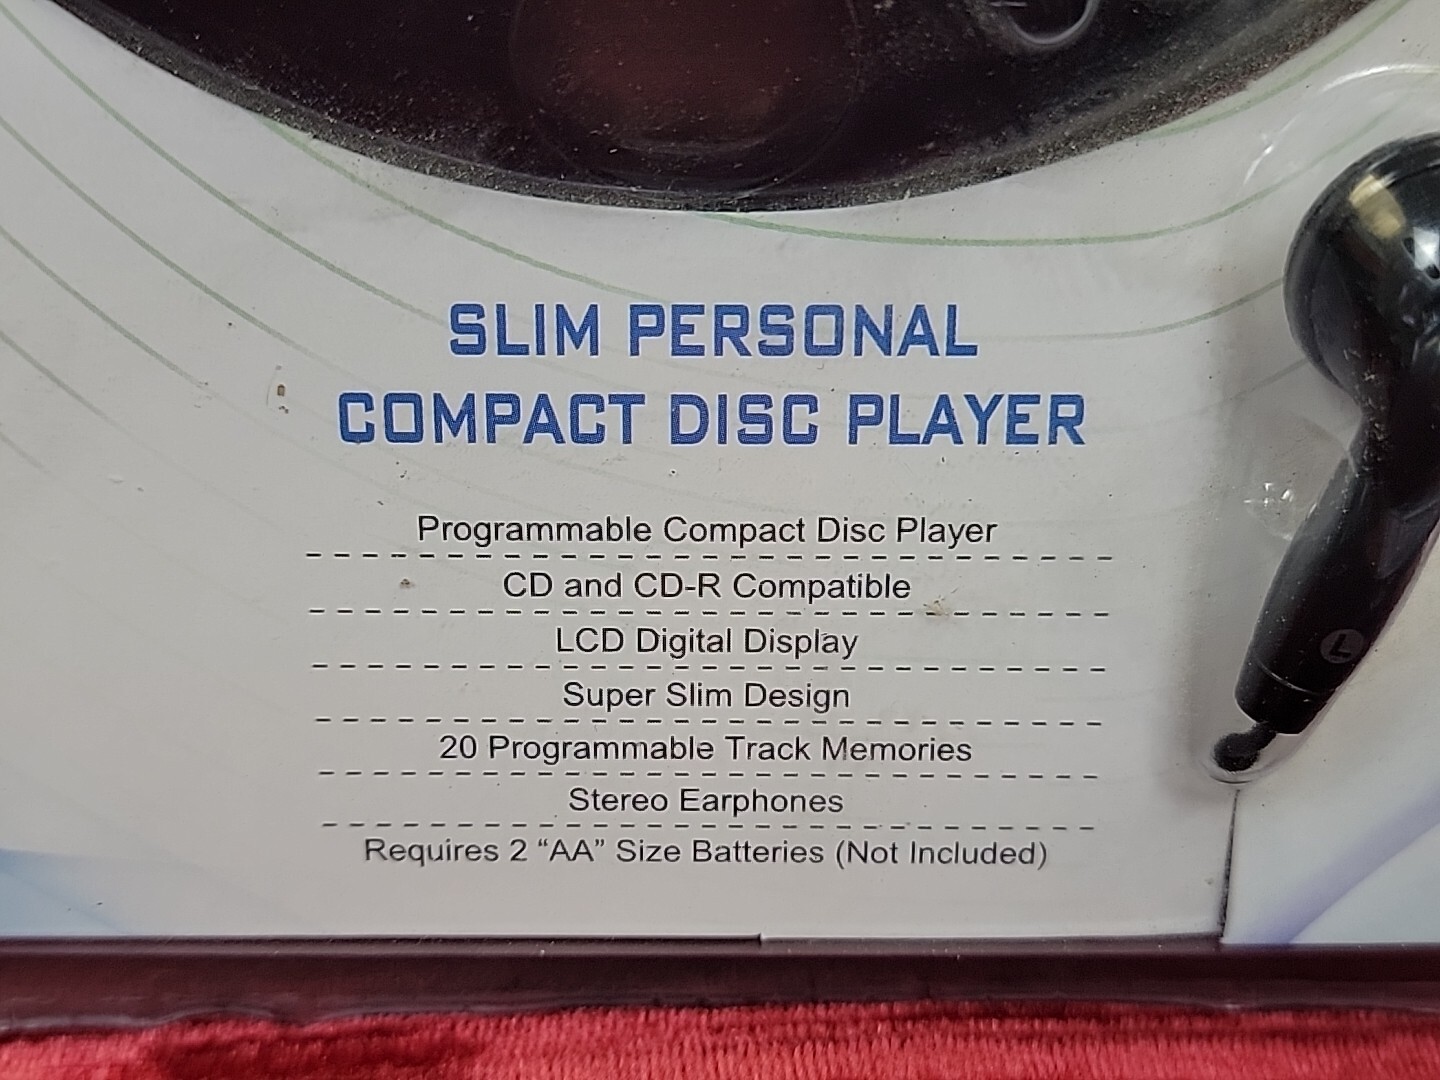 SLIM PERSONAL
COMPACT DISC PLAYER
Programmable Compact Disc Player
CD and CD-R Compatible
LCD Digital Display
Super Slim Design
20 Programmable Track Memories
Stereo Earphones
Requires 2 “AA” Size Batteries (Not Included)
L